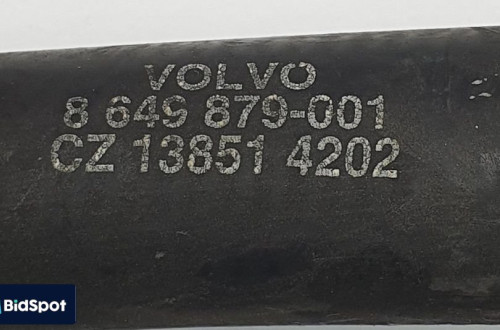 VOLVO
8 649 879-001
CZ 13851 4202
BidSpot